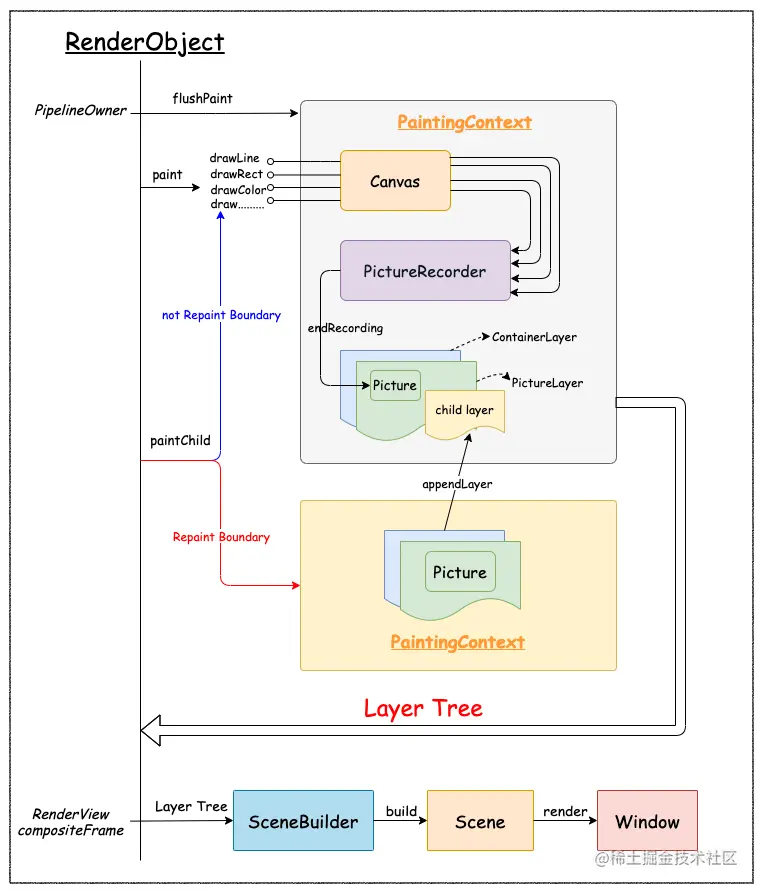 RenderObject
PipelineOwner
flushPaint
PaintingContext
paint
drawLine
drawRect
drawColor
draw.........
Canvas
PictureRecorder
not Repaint Boundary
endRecording
ContainerLayer
Picture
PictureLayer
child layer
paintChild
appendLayer
Repaint Boundary
Picture
PaintingContext
Layer Tree
RenderView
compositeFrame
Layer Tree
SceneBuilder
build
Scene
render
Window
@稀土掘金技术社区